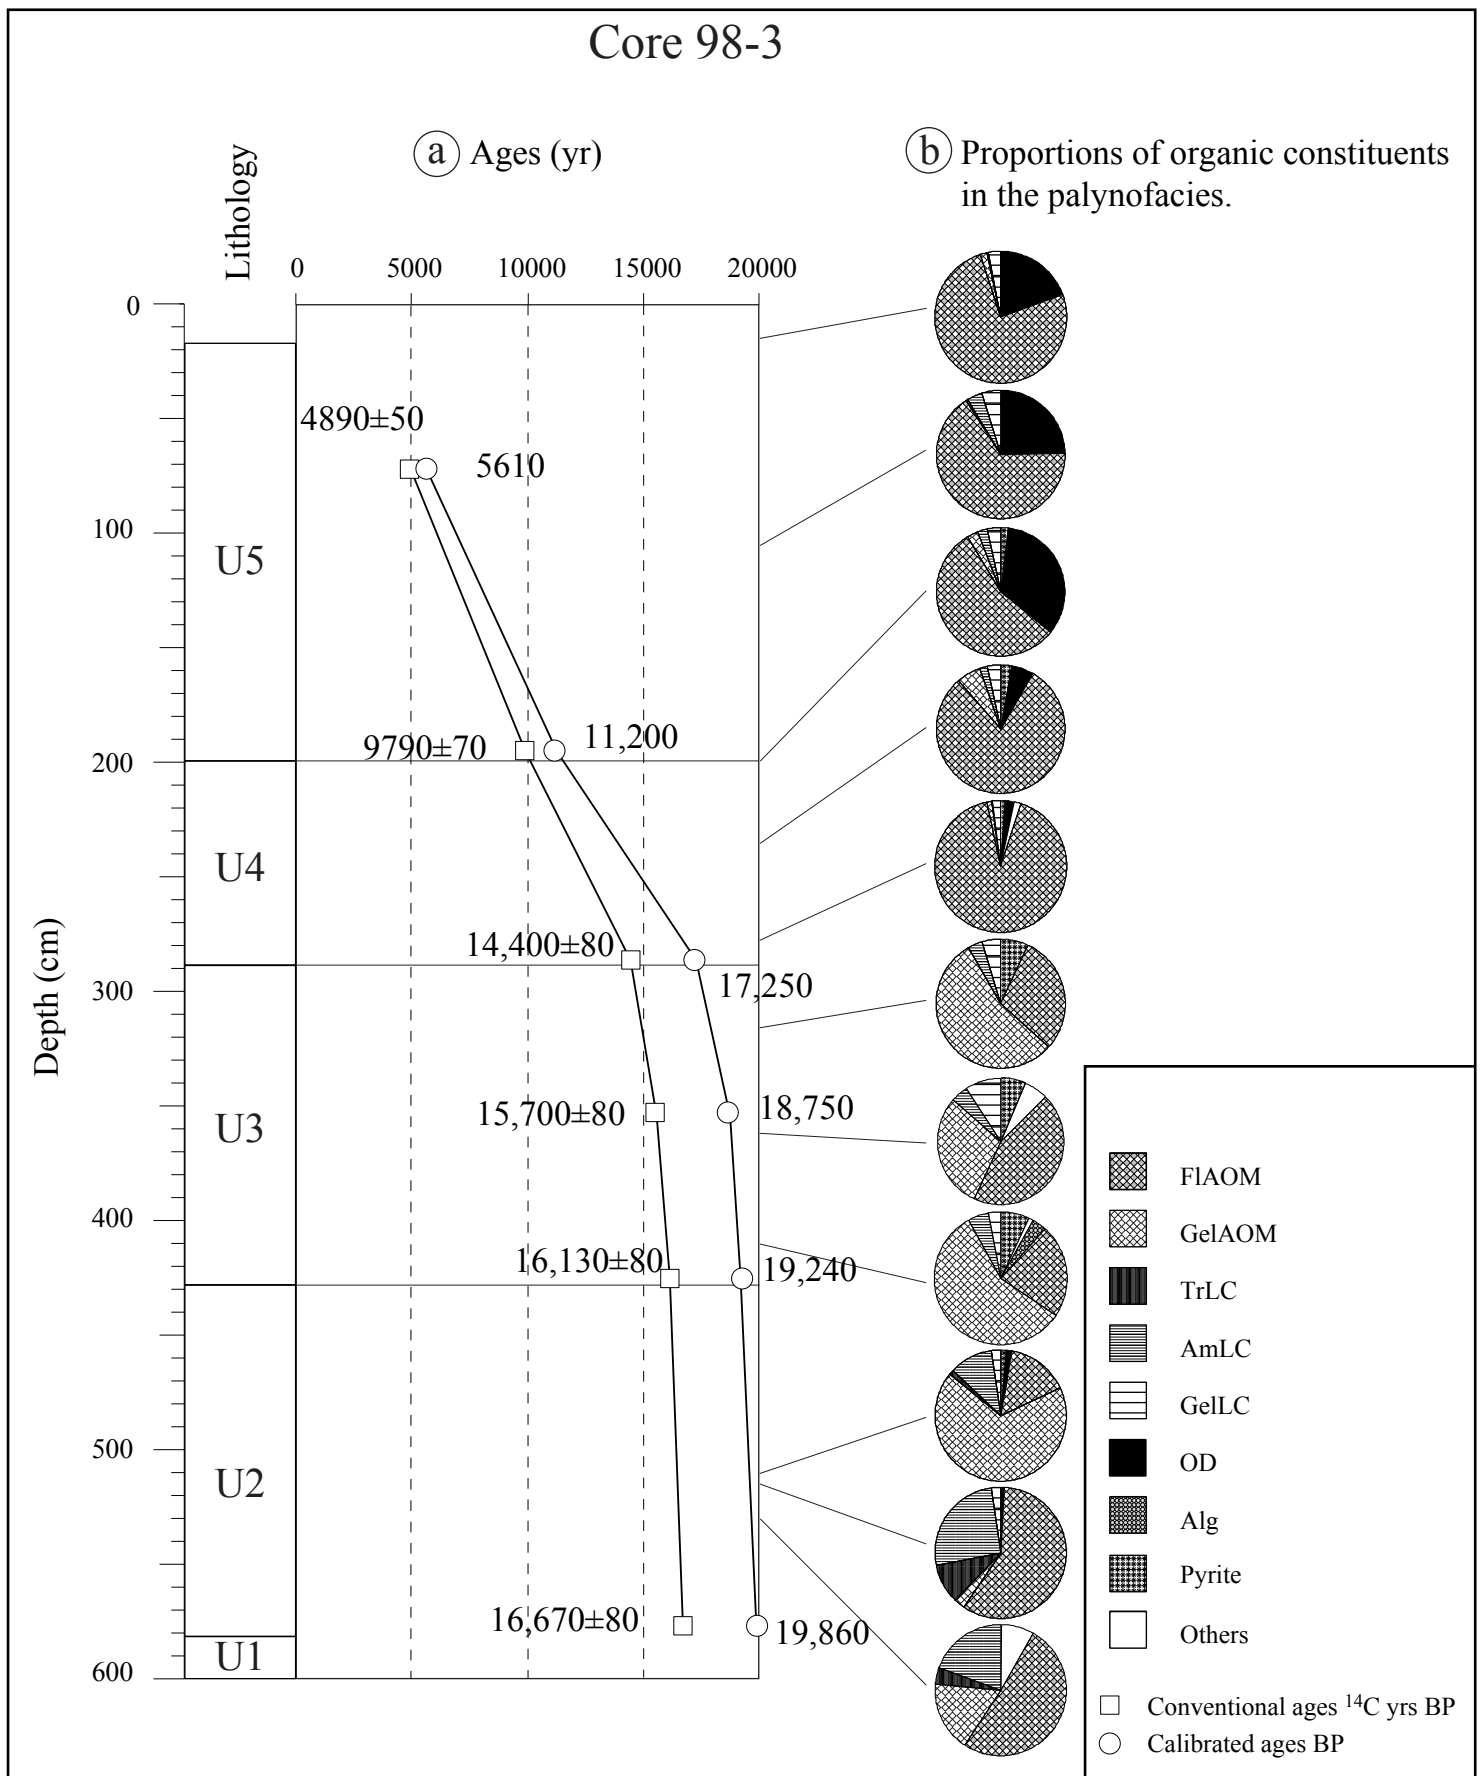 Core 98-3
a Ages (yr)
b Proportions of organic constituents
in the palynofacies.
Lithology
0 5000 10000 15000 20000
0
4890±50
5610
100
U5
9790±70
11,200
200
U4
14,400±80
17,250
300
Depth (cm)
15,700±80
18,750
U3
400
16,130±80
19,240
500
U2
16,670±80
19,860
U1
600
FlAOM
GelAOM
TrLC
AmLC
GelLC
OD
Alg
Pyrite
Others
Conventional ages ¹⁴C yrs BP
Calibrated ages BP